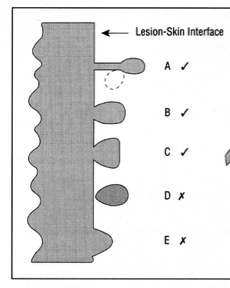 Lesion-Skin Interface
A ✓
B ✓
C ✓
D ✗
E ✗